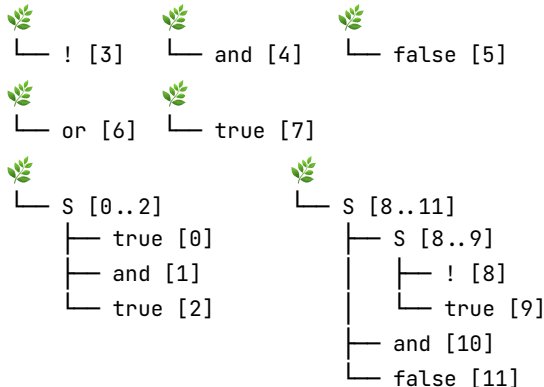 🌿 🌿 🌿
└── ! [3] └── and [4] └── false [5]
🌿 🌿
└── or [6] └── true [7]
🌿 🌿
└── S [0..2] └── S [8..11]
├── true [0] ├── S [8..9]
├── and [1] │ ├── ! [8]
└── true [2] │ └── true [9]
├── and [10]
└── false [11]